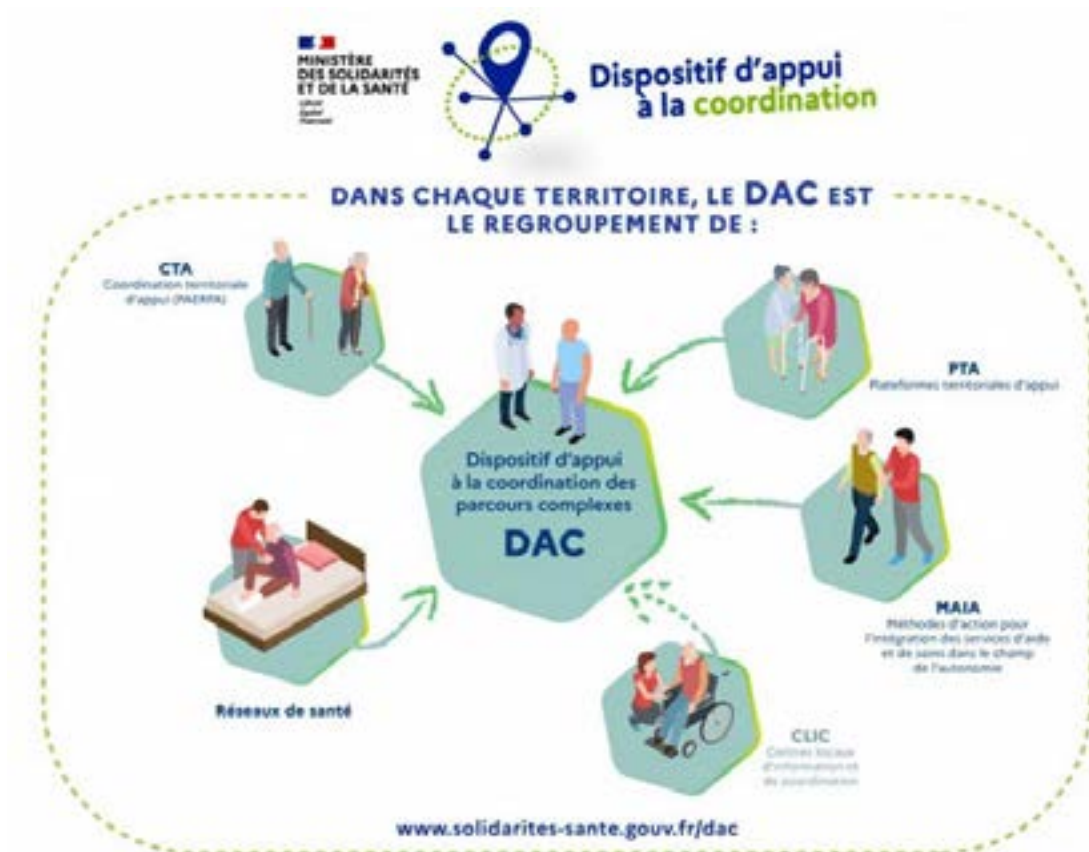 MINISTÈRE
DES SOLIDARITÉS
ET DE LA SANTÉ
Liberté
Égalité
Fraternité
Dispositif d'appui
à la coordination
DANS CHAQUE TERRITOIRE, LE DAC EST
LE REGROUPEMENT DE :
CTA
Coordination territoriale
d'appui (PAERPA)
PTA
Plateformes territoriales d'appui
Dispositif d'appui
à la coordination des
parcours complexes
DAC
MAIA
Méthodes d'action pour
l'intégration des services d'aide
et de soins dans le champ
de l'autonomie
Réseaux de santé
CLIC
Centres locaux
d'information et
de coordination
www.solidarites-sante.gouv.fr/dac